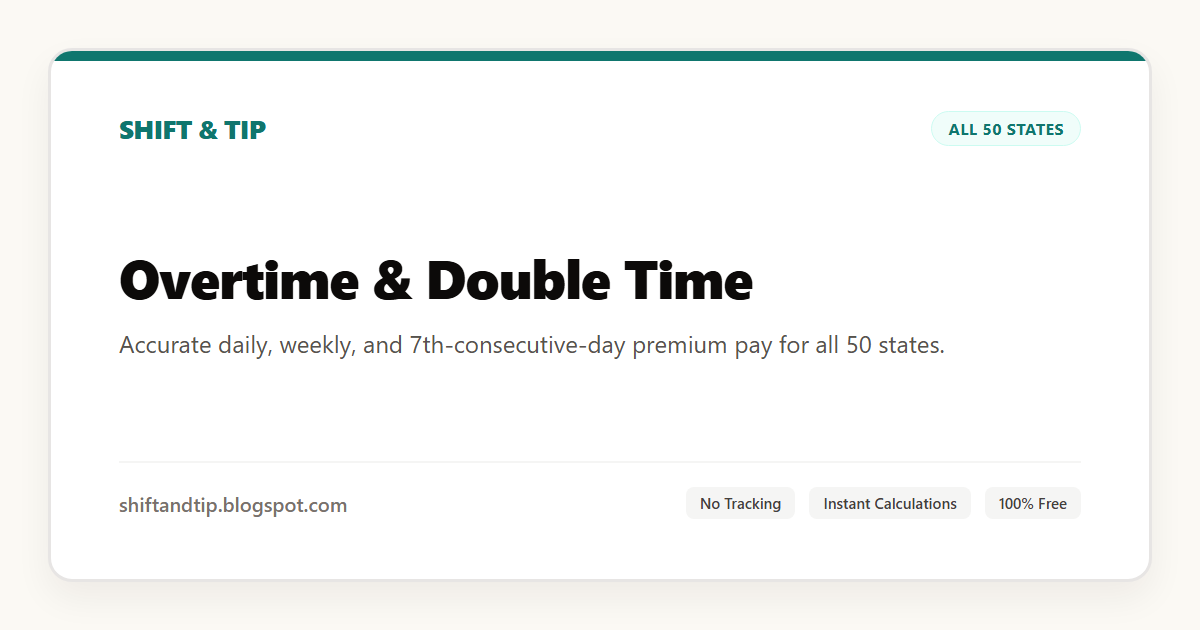 SHIFT & TIP
ALL 50 STATES
Overtime & Double Time
Accurate daily, weekly, and 7th-consecutive-day premium pay for all 50 states.
shiftandtip.blogspot.com
No Tracking
Instant Calculations
100% Free